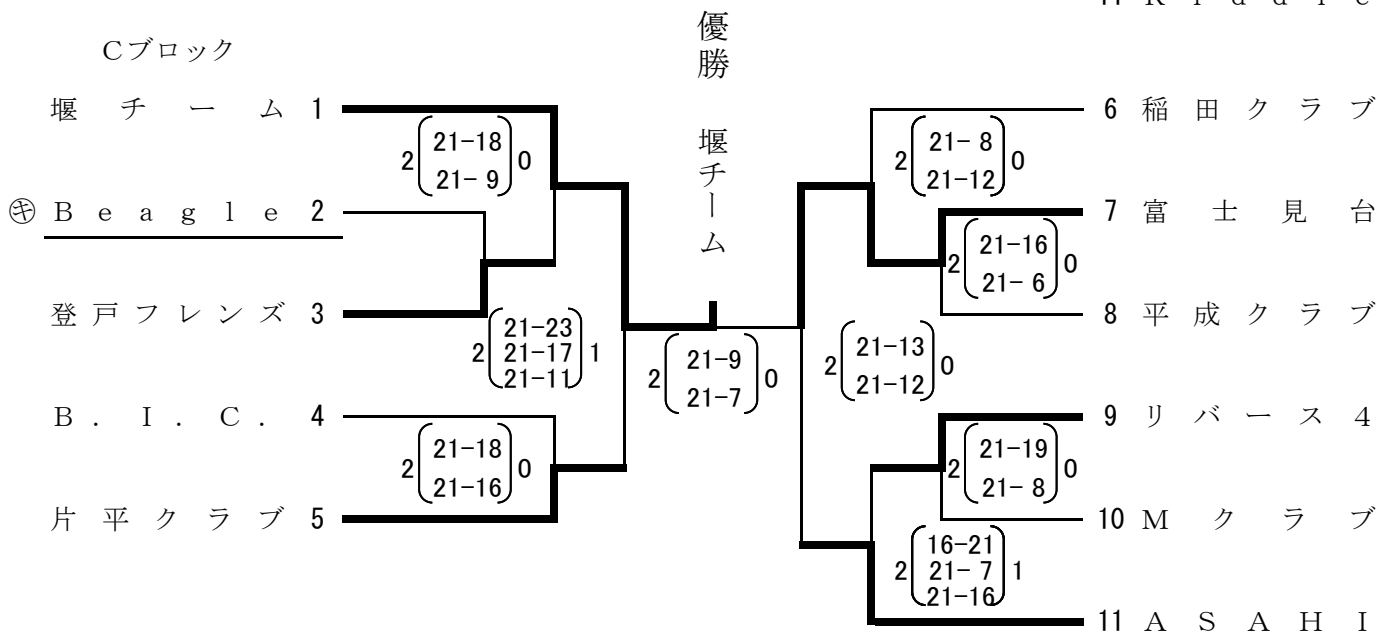 Cブロック
優勝 堰チーム
堰チーム 1
㋖ Beagle 2
登戸フレンズ 3
B.I.C. 4
片平クラブ 5
2 21-18 0
21- 9
2 21-23 1
21-17
21-11
2 21-18 0
21-16
2 21-9 0
21-7
2 21- 8 0
21-12
2 21-16 0
21- 6
2 21-13 0
21-12
2 21-19 0
21- 8
2 16-21 1
21- 7
21-16
6 稲田クラブ
7 富士見台
8 平成クラブ
9 リバース4
10 Mクラブ
11 ASAHI